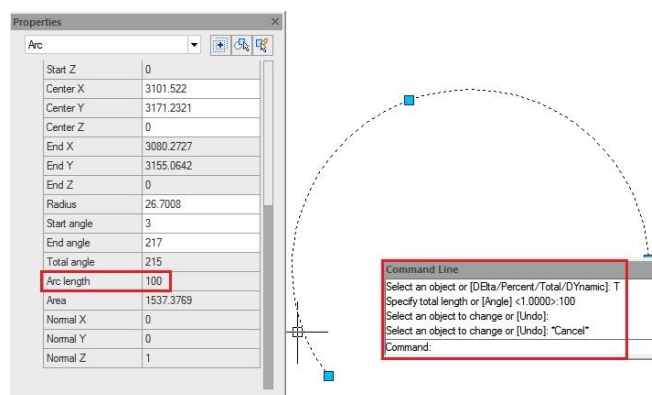 Properties
Arc
Start Z 0
Center X 3101.522
Center Y 3171.2321
Center Z 0
End X 3080.2727
End Y 3155.0642
End Z 0
Radius 26.7008
Start angle 3
End angle 217
Total angle 215
Arc length 100
Area 1537.3769
Normal X 0
Normal Y 0
Normal Z 1
Command Line
Select an object or [DElta/Percent/Total/DYnamic]: T
Specify total length or [Angle] <1.0000>:100
Select an object to change or [Undo]:
Select an object to change or [Undo]: *Cancel*
Command: